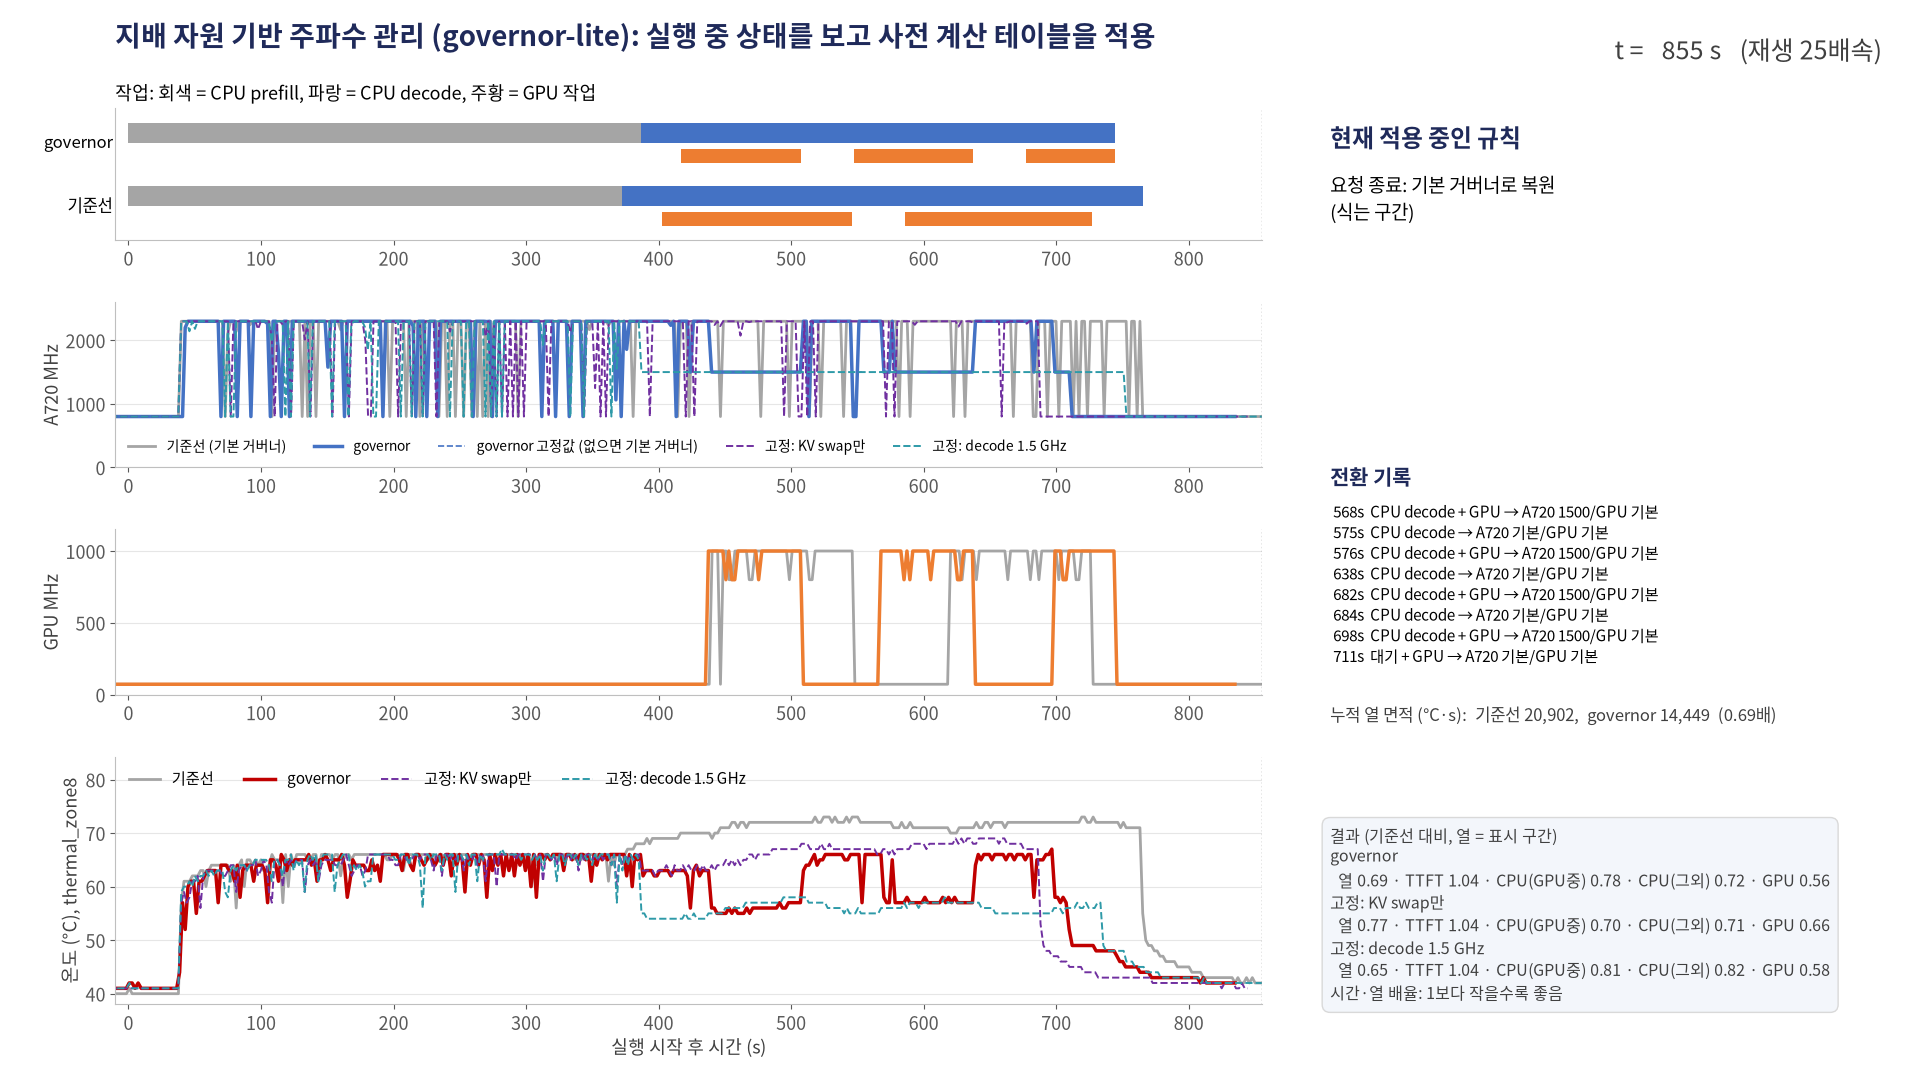 지배 자원 기반 주파수 관리 (governor-lite): 실행 중 상태를 보고 사전 계산 테이블을 적용
t = 855 s (재생 25배속)
작업: 회색 = CPU prefill, 파랑 = CPU decode, 주황 = GPU 작업
governor
기준선
0 100 200 300 400 500 600 700 800
현재 적용 중인 규칙
요청 종료: 기본 거버너로 복원
(식는 구간)
A720 MHz
2000
1000
0
기준선 (기본 거버너) governor governor 고정값 (없으면 기본 거버너) 고정: KV swap만 고정: decode 1.5 GHz
0 100 200 300 400 500 600 700 800
전환 기록
568s CPU decode + GPU → A720 1500/GPU 기본
575s CPU decode → A720 기본/GPU 기본
576s CPU decode + GPU → A720 1500/GPU 기본
638s CPU decode → A720 기본/GPU 기본
682s CPU decode + GPU → A720 1500/GPU 기본
684s CPU decode → A720 기본/GPU 기본
698s CPU decode + GPU → A720 1500/GPU 기본
711s 대기 + GPU → A720 기본/GPU 기본
GPU MHz
1000
500
0
0 100 200 300 400 500 600 700 800
누적 열 면적 (°C·s): 기준선 20,902, governor 14,449 (0.69배)
온도 (°C), thermal_zone8
80
70
60
50
40
기준선 governor 고정: KV swap만 고정: decode 1.5 GHz
0 100 200 300 400 500 600 700 800
실행 시작 후 시간 (s)
결과 (기준선 대비, 열 = 표시 구간)
governor
열 0.69 · TTFT 1.04 · CPU(GPU중) 0.78 · CPU(그외) 0.72 · GPU 0.56
고정: KV swap만
열 0.77 · TTFT 1.04 · CPU(GPU중) 0.70 · CPU(그외) 0.71 · GPU 0.66
고정: decode 1.5 GHz
열 0.65 · TTFT 1.04 · CPU(GPU중) 0.81 · CPU(그외) 0.82 · GPU 0.58
시간·열 배율: 1보다 작을수록 좋음